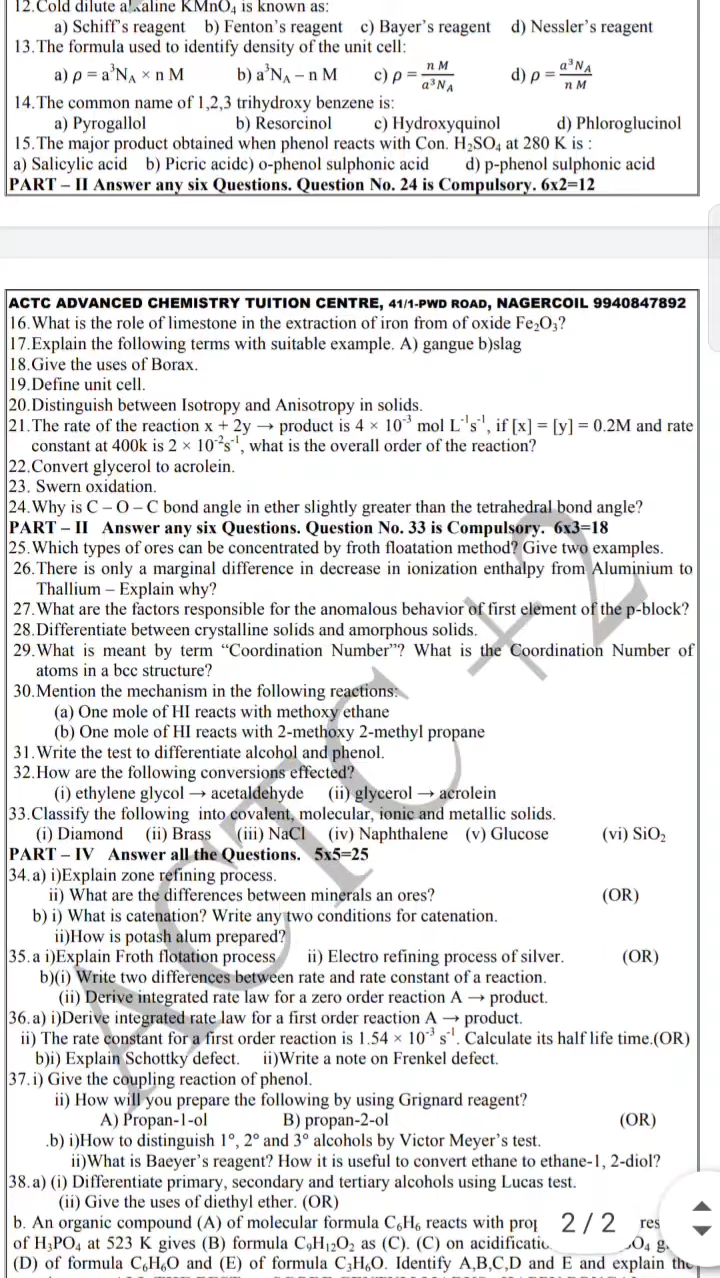 12.Cold dilute alkaline KMnO₄ is known as:
a) Schiff's reagent b) Fenton's reagent c) Bayer's reagent d) Nessler's reagent
13.The formula used to identify density of the unit cell:
a) ρ = a³N_A × n M b) a³N_A – n M c) ρ = n M / a³N_A d) ρ = a³N_A / n M
14.The common name of 1,2,3 trihydroxy benzene is:
a) Pyrogallol b) Resorcinol c) Hydroxyquinol d) Phloroglucinol
15.The major product obtained when phenol reacts with Con. H₂SO₄ at 280 K is :
a) Salicylic acid b) Picric acidc) o-phenol sulphonic acid d) p-phenol sulphonic acid
PART – II Answer any six Questions. Question No. 24 is Compulsory. 6x2=12
ACTC ADVANCED CHEMISTRY TUITION CENTRE, 41/1-PWD ROAD, NAGERCOIL 9940847892
16.What is the role of limestone in the extraction of iron from of oxide Fe₂O₃?
17.Explain the following terms with suitable example. A) gangue b)slag
18.Give the uses of Borax.
19.Define unit cell.
20.Distinguish between Isotropy and Anisotropy in solids.
21.The rate of the reaction x + 2y → product is 4 × 10⁻³ mol L⁻¹s⁻¹, if [x] = [y] = 0.2M and rate
constant at 400k is 2 × 10⁻²s⁻¹, what is the overall order of the reaction?
22.Convert glycerol to acrolein.
23. Swern oxidation.
24.Why is C – O – C bond angle in ether slightly greater than the tetrahedral bond angle?
PART – II Answer any six Questions. Question No. 33 is Compulsory. 6x3=18
25.Which types of ores can be concentrated by froth floatation method? Give two examples.
26.There is only a marginal difference in decrease in ionization enthalpy from Aluminium to
Thallium – Explain why?
27.What are the factors responsible for the anomalous behavior of first element of the p-block?
28.Differentiate between crystalline solids and amorphous solids.
29.What is meant by term “Coordination Number”? What is the Coordination Number of
atoms in a bcc structure?
30.Mention the mechanism in the following reactions:
(a) One mole of HI reacts with methoxy ethane
(b) One mole of HI reacts with 2-methoxy 2-methyl propane
31.Write the test to differentiate alcohol and phenol.
32.How are the following conversions effected?
(i) ethylene glycol → acetaldehyde (ii) glycerol → acrolein
33.Classify the following into covalent, molecular, ionic and metallic solids.
(i) Diamond (ii) Brass (iii) NaCl (iv) Naphthalene (v) Glucose (vi) SiO₂
PART – IV Answer all the Questions. 5x5=25
34.a) i)Explain zone refining process.
ii) What are the differences between minerals an ores? (OR)
b) i) What is catenation? Write any two conditions for catenation.
ii)How is potash alum prepared?
35.a i)Explain Froth flotation process ii) Electro refining process of silver. (OR)
b)(i) Write two differences between rate and rate constant of a reaction.
(ii) Derive integrated rate law for a zero order reaction A → product.
36.a) i)Derive integrated rate law for a first order reaction A → product.
ii) The rate constant for a first order reaction is 1.54 × 10⁻³ s⁻¹. Calculate its half life time.(OR)
b)i) Explain Schottky defect. ii)Write a note on Frenkel defect.
37.i) Give the coupling reaction of phenol.
ii) How will you prepare the following by using Grignard reagent?
A) Propan-1-ol B) propan-2-ol (OR)
.b) i)How to distinguish 1°, 2° and 3° alcohols by Victor Meyer's test.
ii)What is Baeyer's reagent? How it is useful to convert ethane to ethane-1, 2-diol?
38.a) (i) Differentiate primary, secondary and tertiary alcohols using Lucas test.
(ii) Give the uses of diethyl ether. (OR)
b. An organic compound (A) of molecular formula C₆H₆ reacts with 2 / 2
of H₃PO₄ at 523 K gives (B) formula C₉H₁₂O₂ as (C). (C) on
(D) of formula C₆H₆O and (E) of formula C₃H₆O. Identify A,B,C,D and E and explain the
ACTC +2